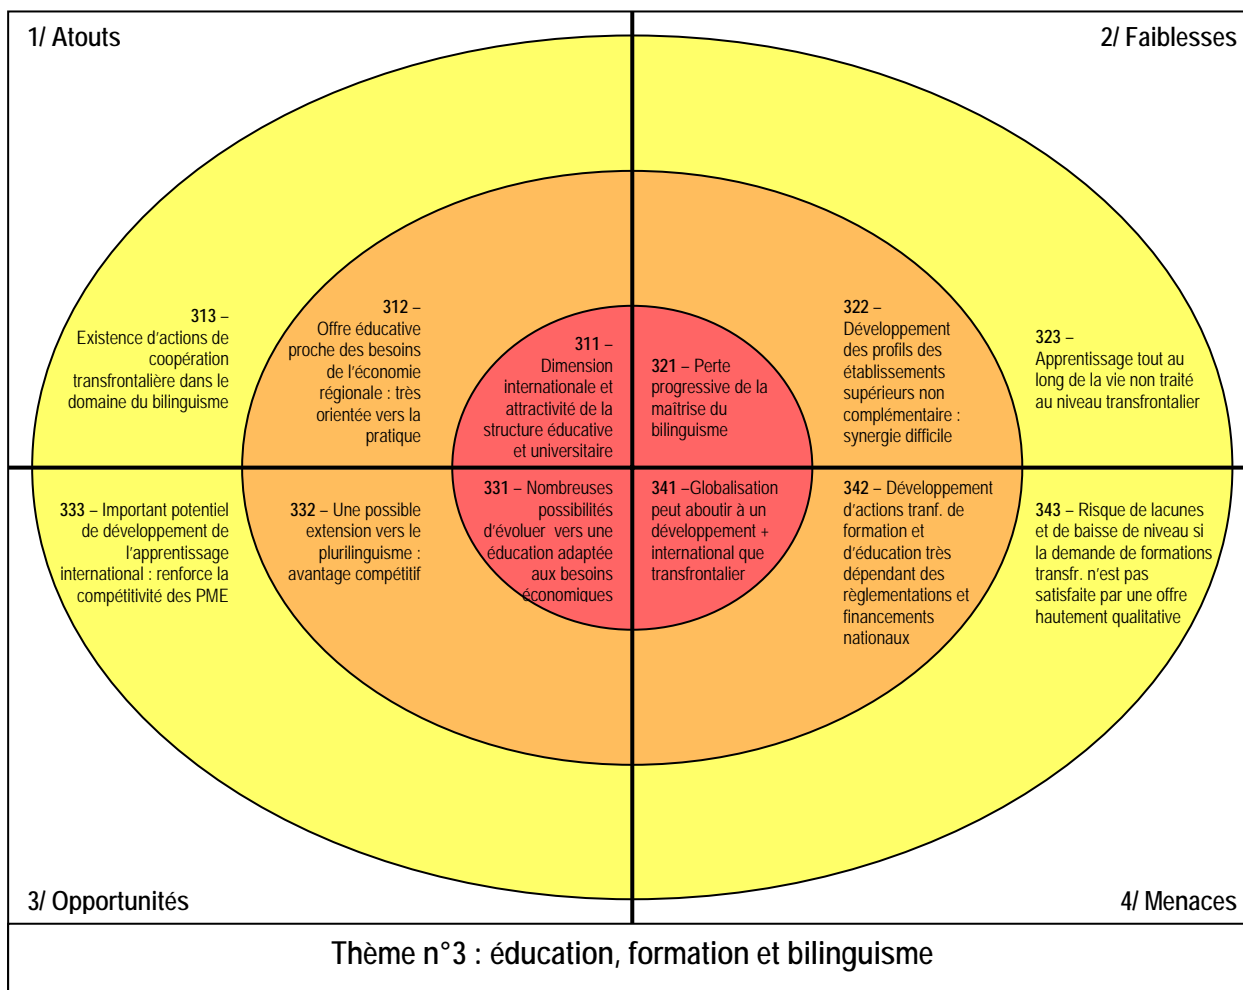 1/ Atouts
2/ Faiblesses
313 –
Existence d'actions de
coopération
transfrontalière dans le
domaine du bilinguisme
312 –
Offre éducative
proche des besoins
de l'économie
régionale : très
orientée vers la
pratique
311 –
Dimension
internationale et
attractivité de la
structure éducative
et universitaire
321 – Perte
progressive de la
maîtrise du
bilinguisme
322 –
Développement
des profils des
établissements
supérieurs non
complémentaire :
synergie difficile
323 –
Apprentissage tout au
long de la vie non traité
au niveau transfrontalier
333 – Important potentiel
de développement de
l'apprentissage
international : renforce la
compétitivité des PME
332 – Une possible
extension vers le
plurilinguisme :
avantage compétitif
331 – Nombreuses
possibilités
d'évoluer vers une
éducation adaptée
aux besoins
économiques
341 –Globalisation
peut aboutir à un
développement +
international que
transfrontalier
342 – Développement
d'actions tranf. de
formation et
d'éducation très
dépendant des
règlementations et
financements
nationaux
343 – Risque de lacunes
et de baisse de niveau si
la demande de formations
transfr. n'est pas
satisfaite par une offre
hautement qualitative
3/ Opportunités
4/ Menaces
Thème n°3 : éducation, formation et bilinguisme